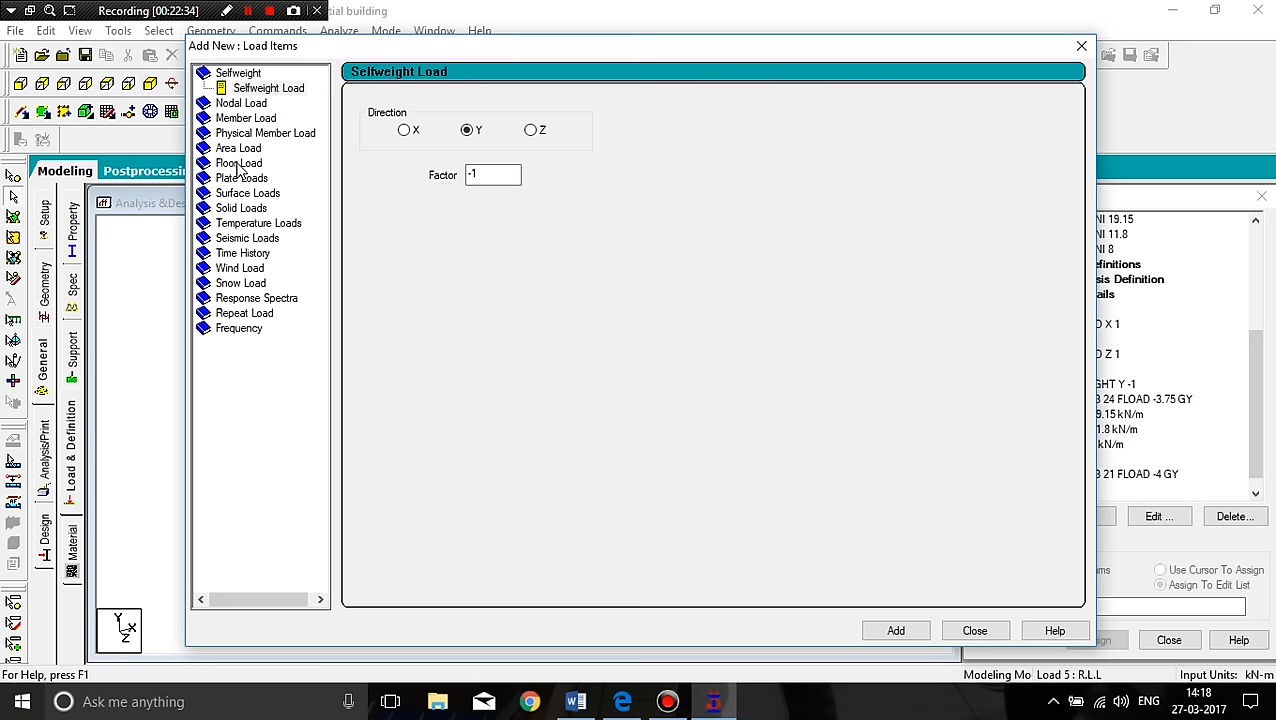 Recording [00:22:34]
tial building
File Edit View Tools Select Geometry Commands Analyze Mode Window Help
Add New : Load Items
Selfweight
Selfweight Load
Nodal Load
Member Load
Physical Member Load
Area Load
Floor Load
Plate Loads
Surface Loads
Solid Loads
Temperature Loads
Seismic Loads
Time History
Wind Load
Snow Load
Response Spectra
Repeat Load
Frequency
Selfweight Load
Direction
X Y Z
Factor -1
Add Close Help
Modeling Postprocessin
Analysis&Des
Setup
Geometry
General
Analysis/Print
Design
Property
Spec
Support
Load & Definition
Material
Y
X
Z
NI 19.15
NI 11.8
NI 8
efinitions
sis Definition
ails
D X 1
D Z 1
GHT Y -1
3 24 FLOAD -3.75 GY
9.15 kN/m
1.8 kN/m
kN/m
3 21 FLOAD -4 GY
Edit ... Delete...
ms Use Cursor To Assign
Assign To Edit List
ign Close Help
For Help, press F1
Modeling Mo Load 5 : R.L.L Input Units: kN-m
Ask me anything
ENG 14:18
27-03-2017